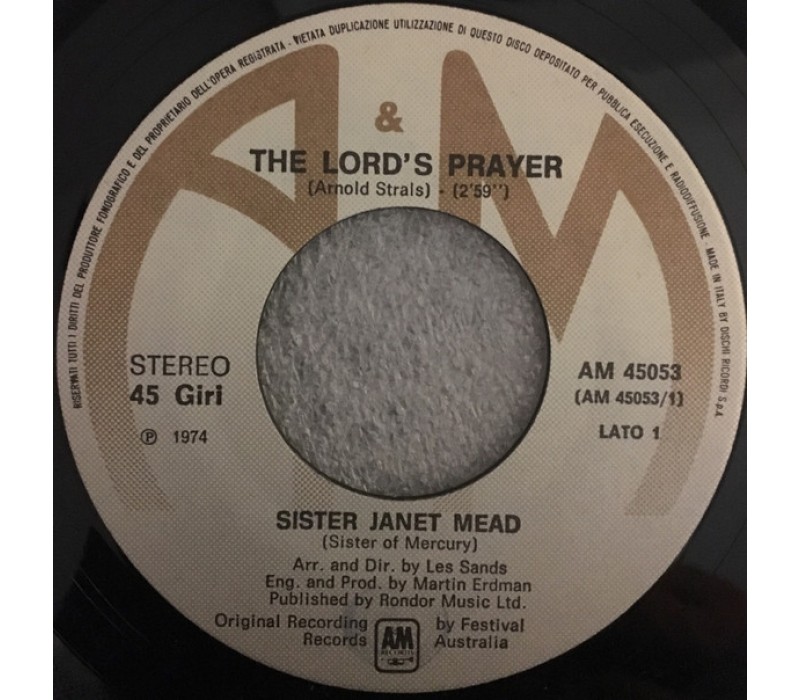 RISERVATI TUTTI I DIRITTI DEL PRODUTTORE FONOGRAFICO E DEL PROPRIETARIO DELL'OPERA REGISTRATA - VIETATA DUPLICAZIONE UTILIZZAZIONE DI QUESTO DISCO DEPOSITATO PER PUBBLICA ESECUZIONE E RADIODIFFUSIONE - MADE IN ITALY BY DISCHI RICORDI S.p.A.
A & M
THE LORD'S PRAYER
(Arnold Strals) - (2'59'')
STEREO
45 Giri
℗ 1974
AM 45053
(AM 45053/1)
LATO 1
SISTER JANET MEAD
(Sister of Mercury)
Arr. and Dir. by Les Sands
Eng. and Prod. by Martin Erdman
Published by Rondor Music Ltd.
Original Recording by Festival
Records Australia
AM
RECORDS